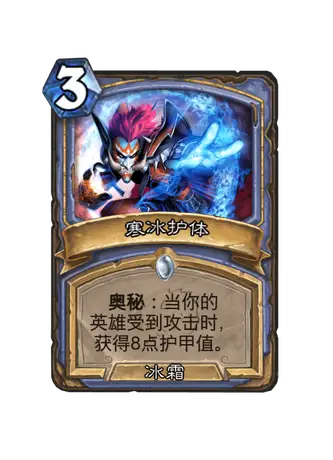 3
寒冰护体
奥秘：当你的
英雄受到攻击时，
获得8点护甲值。
冰霜